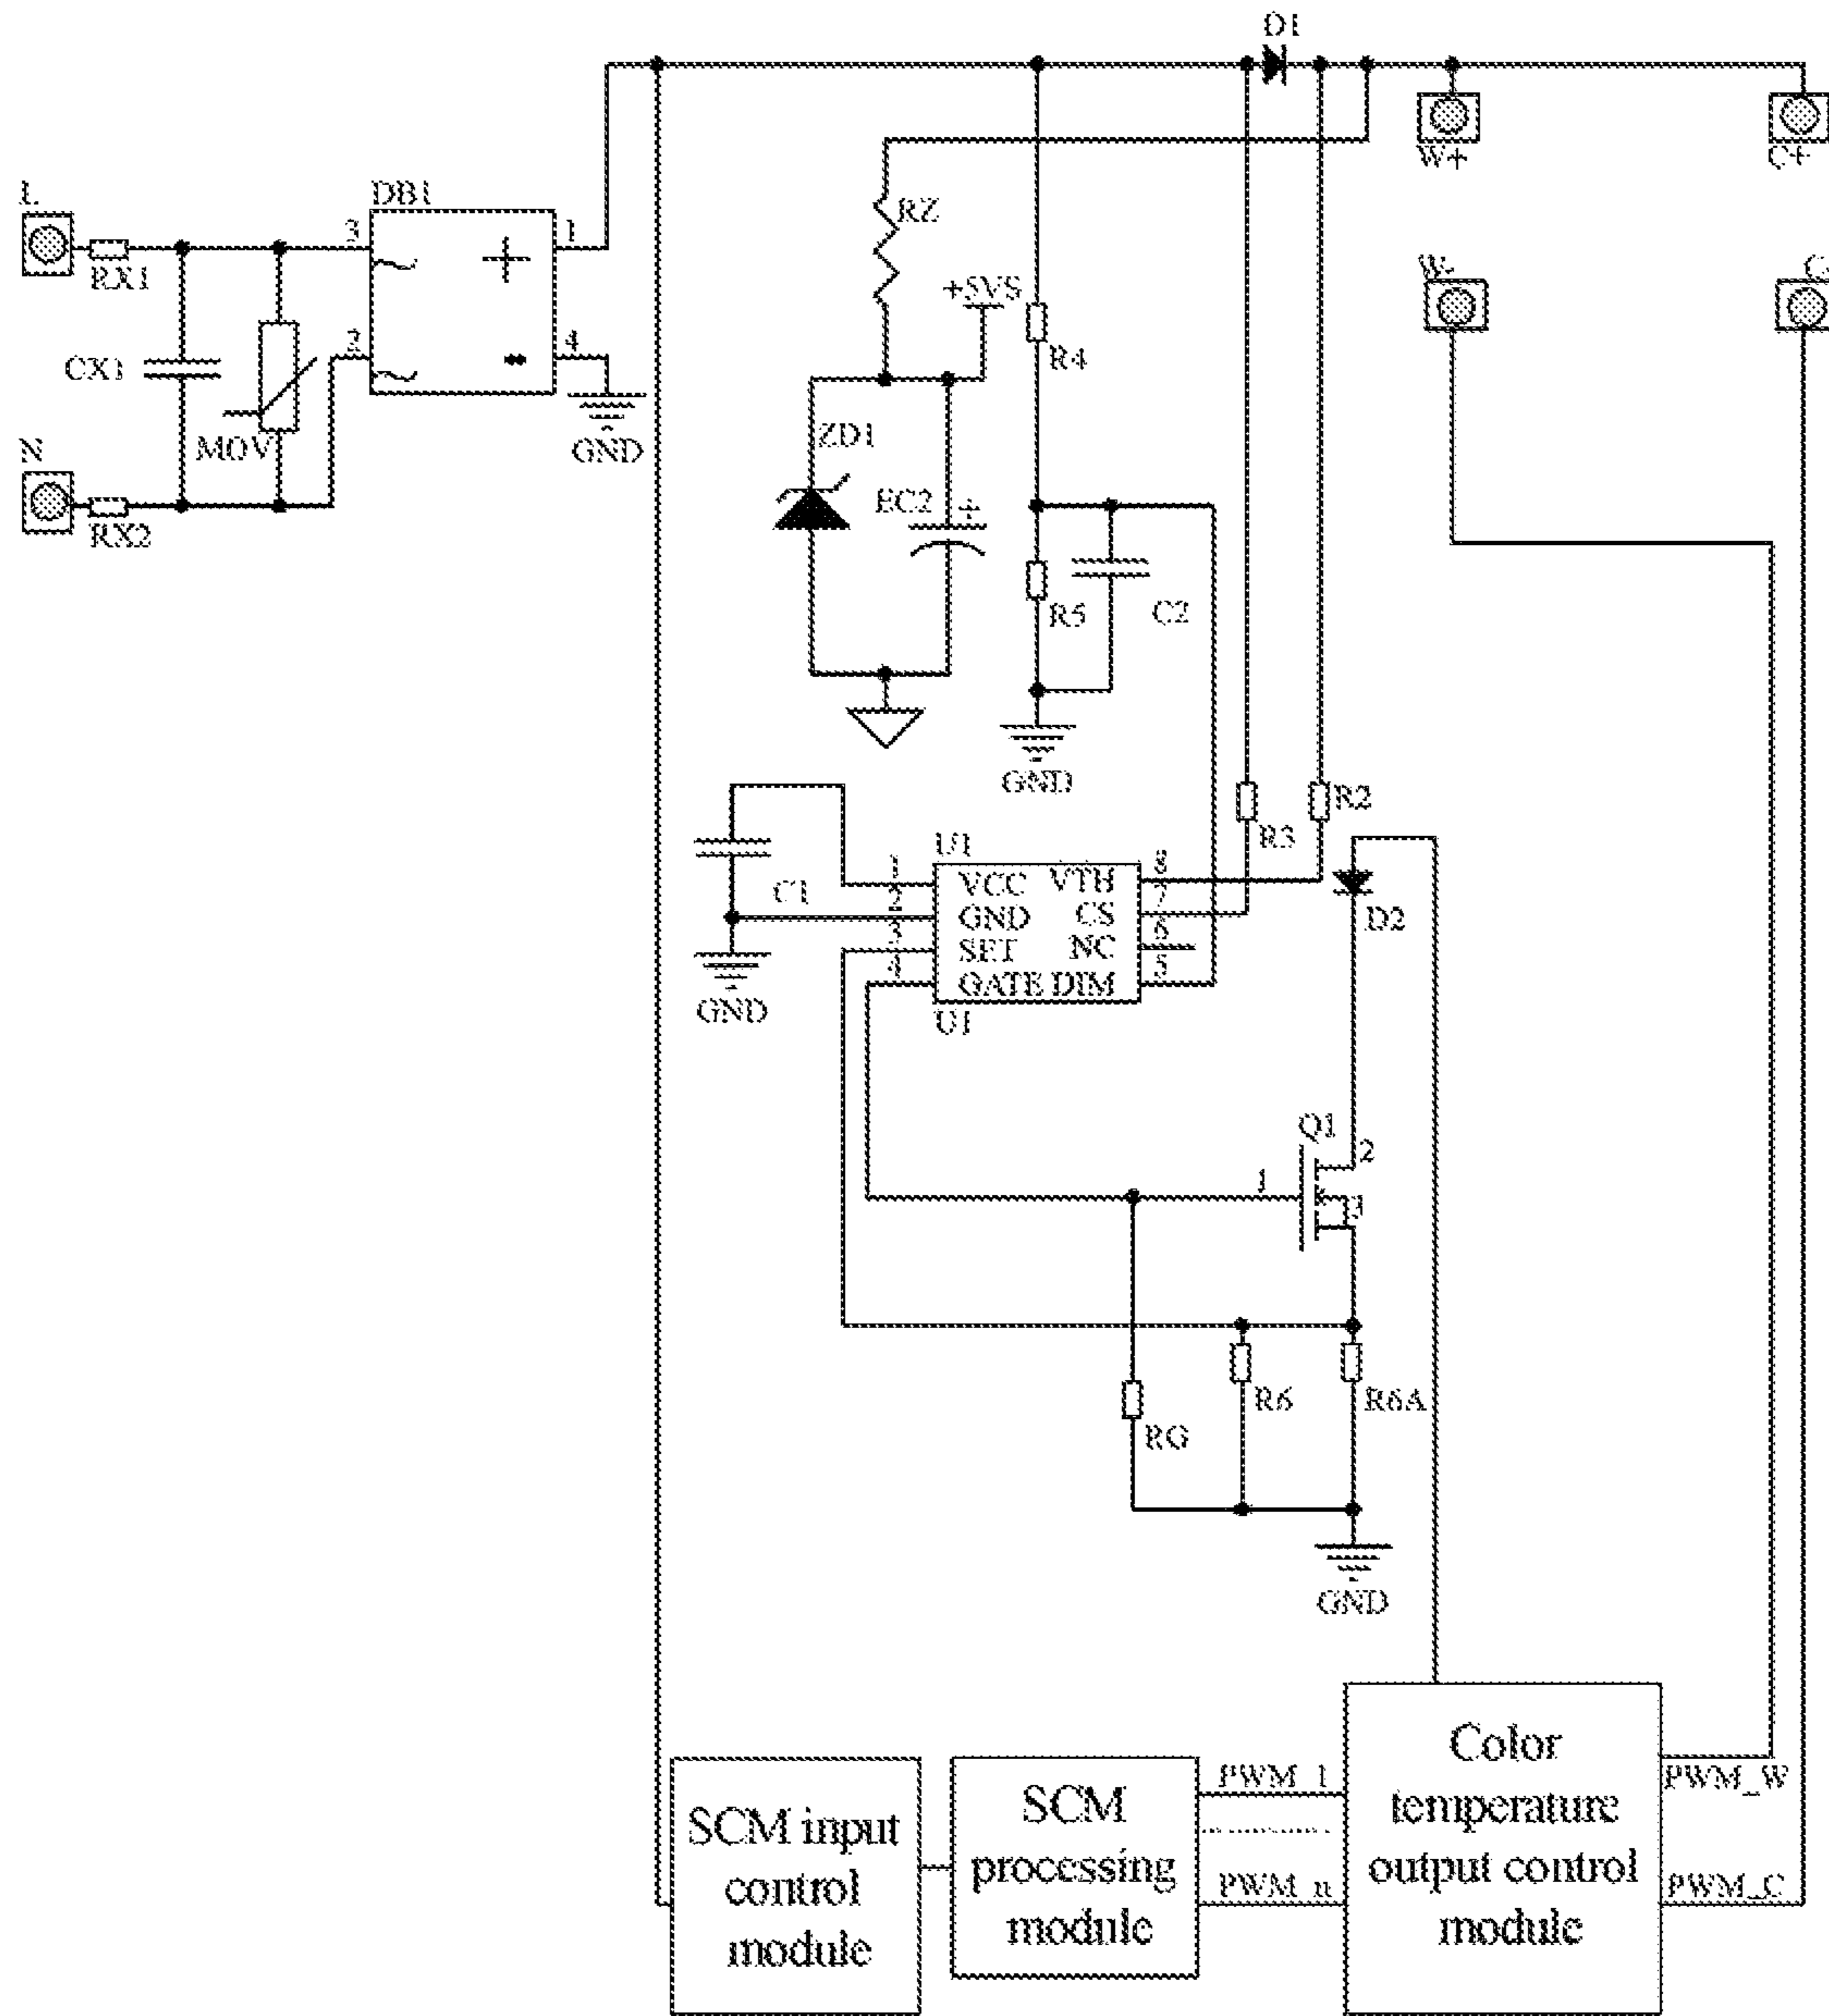 D1
W+
C+
L
DB1
RZ
3
1
RX1
+5VS
W-
2
4
R4
CX1
MOV
GND
N
ZD1
EC2
+
RX2
R5
C2
GND
R2
R3
U1
1
VCC
VTH
8
C1
2
GND
CS
7
D2
3
SET
NC
6
4
GATE
DIM
5
GND
U1
Q1
2
1
3
R6
R6A
RG
GND
Color temperature output control module
PWM_W
PWM_1
SCM processing module
SCM input control module
PWM_n
PWM_C